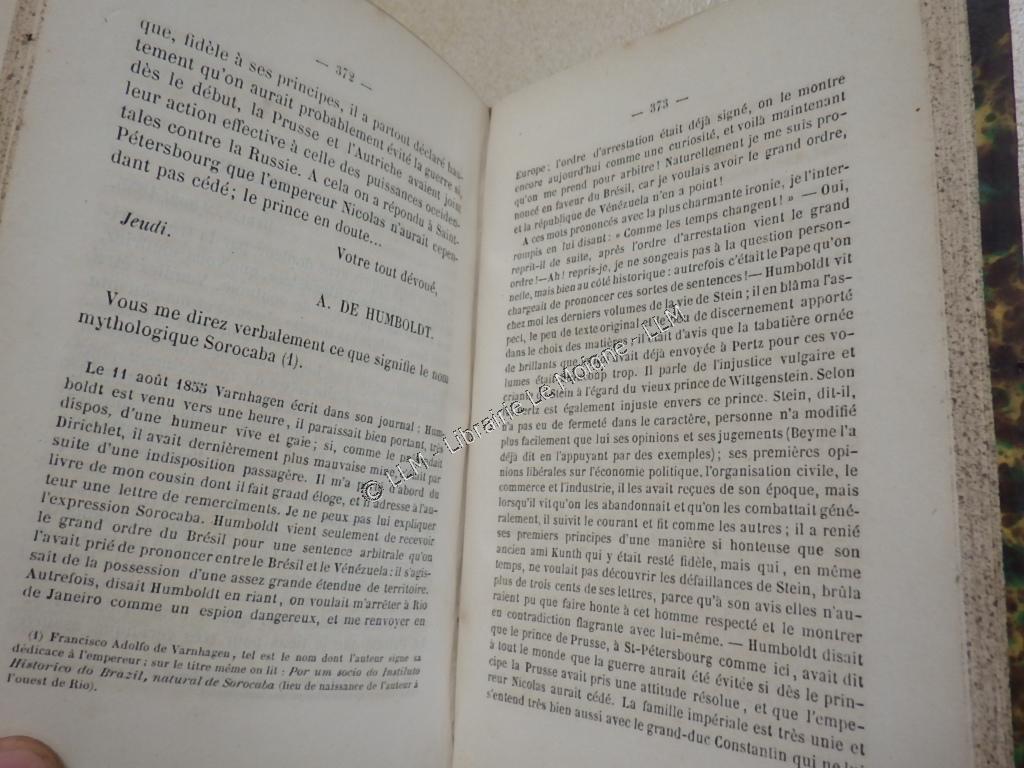 — 372 —
que, fidèle à ses principes, il a partout déclaré hau-
tement qu'on aurait probablement évité la guerre si,
dès le début, la Prusse et l'Autriche avaient joint
leur action effective à celle des puissances occiden-
tales contre la Russie. A cela on a répondu à Saint-
Pétersbourg que l'empereur Nicolas n'aurait cepen-
dant pas cédé; le prince en doute...
Votre tout dévoué,
Jeudi.
A. DE HUMBOLDT.
Vous me direz verbalement ce que signifie le nom
mythologique Sorocaba (1).
Le 11 août 1855 Varnhagen écrit dans son journal : Hum-
boldt est venu vers une heure, il paraissait bien portant, très
dispos, d'une humeur vive et gaie; si, comme le prétendait
Dirichlet, il avait dernièrement plus mauvaise mine, c'était par
suite d'une indisposition passagère. Il m'a parlé d'abord du
livre de mon cousin dont il fait grand éloge, et il adresse à l'au-
teur une lettre de remerciments. Je ne peux pas lui expliquer
l'expression Sorocaba. Humboldt vient seulement de recevoir
le grand ordre du Brésil pour une sentence arbitrale qu'on
l'avait prié de prononcer entre le Brésil et le Vénézuela : il s'agis-
sait de la possession d'une assez grande étendue de territoire.
Autrefois, disait Humboldt en riant, on voulait m'arrêter à Rio
de Janeiro comme un espion dangereux, et me renvoyer en
(1) Francisco Adolfo de Varnhagen, tel est le nom dont l'auteur signe sa
dédicace à l'empereur; sur le titre même on lit : Por um socio do Instituto
Historico do Brazil, natural de Sorocaba (lieu de naissance de l'auteur à
l'ouest de Rio).
— 373 —
Europe; l'ordre d'arrestation était déjà signé, on le montre
encore aujourd'hui comme une curiosité, et voilà maintenant
qu'on me prend pour arbitre! Naturellement je me suis pro-
noncé en faveur du Brésil, car je voulais avoir le grand ordre,
et la république de Vénézuela n'en a point!
A ces mots prononcés avec la plus charmante ironie, je l'inter-
rompis en lui disant : « Comme les temps changent! » — Oui,
reprit-il de suite, après l'ordre d'arrestation vient le grand
ordre! — Ah! repris-je, je ne songeais pas à la question person-
nelle, mais bien au côté historique : autrefois c'était le Pape qu'on
chargeait de prononcer ces sortes de sentences! — Humboldt vit
chez moi les derniers volumes de la vie de Stein; il en blâma l'as-
pect, le peu de texte original et le peu de discernement apporté
dans le choix des matières; il était d'avis que la tabatière ornée
de brillants que avait déjà envoyée à Pertz pour ces vo-
lumes était beaucoup trop. Il parle de l'injustice vulgaire et
criante de Stein à l'égard du vieux prince de Wittgenstein. Selon
Pertz est également injuste envers ce prince. Stein, dit-il,
n'a pas eu de fermeté dans le caractère, personne n'a modifié
plus facilement que lui ses opinions et ses jugements (Beyme l'a
déjà dit en l'appuyant par des exemples); ses premières opi-
nions libérales sur l'économie politique, l'organisation civile, le
commerce et l'industrie, il les avait reçues de son époque, mais
lorsqu'il vit qu'on les abandonnait et qu'on les combattait géné-
ralement, il suivit le courant et fit comme les autres; il a renié
ses premiers principes d'une manière si honteuse que son
ancien ami Kunth qui y était resté fidèle, mais qui, en même
temps, ne voulait pas découvrir les défaillances de Stein, brûla
plus de trois cents de ses lettres, parce qu'à son avis elles n'au-
raient pu que faire honte à cet homme respecté et le montrer
en contradiction flagrante avec lui-même. — Humboldt disait
que le prince de Prusse, à St-Pétersbourg comme ici, avait dit
à tout le monde que la guerre aurait été évitée si dès le prin-
cipe la Prusse avait pris une attitude résolue, et que l'empe-
reur Nicolas aurait cédé. La famille impériale est très unie et
s'entend très bien aussi avec le grand-duc Constantin qui ne lui
© LLM - Librairie Le Moigne - LLM